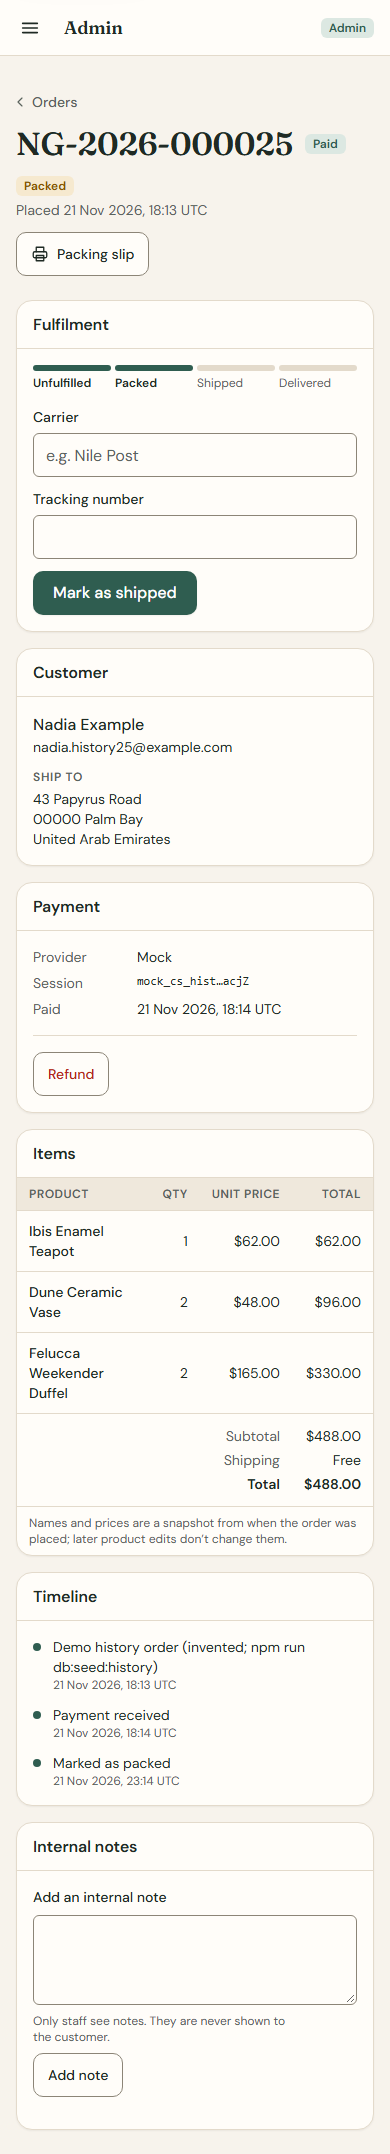 Admin
Admin
Orders
NG-2026-000025 Paid
Packed
Placed 21 Nov 2026, 18:13 UTC
Packing slip
Fulfilment
Unfulfilled Packed Shipped Delivered
Carrier
e.g. Nile Post
Tracking number
Mark as shipped
Customer
Nadia Example
nadia.history25@example.com
SHIP TO
43 Papyrus Road
00000 Palm Bay
United Arab Emirates
Payment
Provider Mock
Session mock_cs_hist…acjZ
Paid 21 Nov 2026, 18:14 UTC
Refund
Items
PRODUCT QTY UNIT PRICE TOTAL
Ibis Enamel
Teapot 1 $62.00 $62.00
Dune Ceramic
Vase 2 $48.00 $96.00
Felucca
Weekender 2 $165.00 $330.00
Duffel
Subtotal $488.00
Shipping Free
Total $488.00
Names and prices are a snapshot from when the order was
placed; later product edits don't change them.
Timeline
Demo history order (invented; npm run
db:seed:history)
21 Nov 2026, 18:13 UTC
Payment received
21 Nov 2026, 18:14 UTC
Marked as packed
21 Nov 2026, 23:14 UTC
Internal notes
Add an internal note
Only staff see notes. They are never shown to
the customer.
Add note